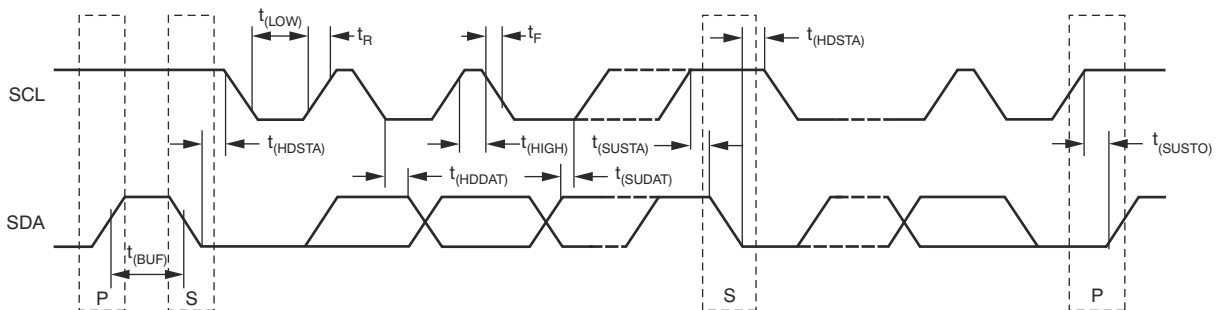 t(LOW)
tR
tF
t(HDSTA)
SCL
t(HDSTA)
t(HIGH)
t(SUSTA)
t(SUSTO)
t(HDDAT)
t(SUDAT)
SDA
t(BUF)
P
S
S
P